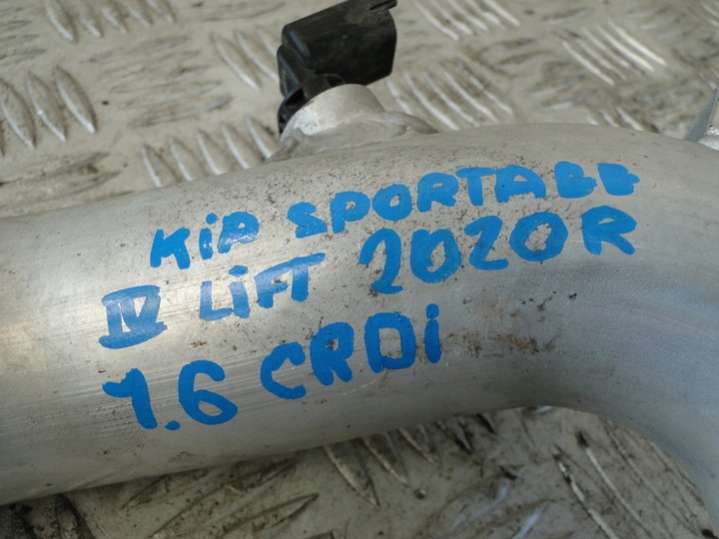 KiA SPORTAGE
IV LiFT 2020R
1.6 CRDi